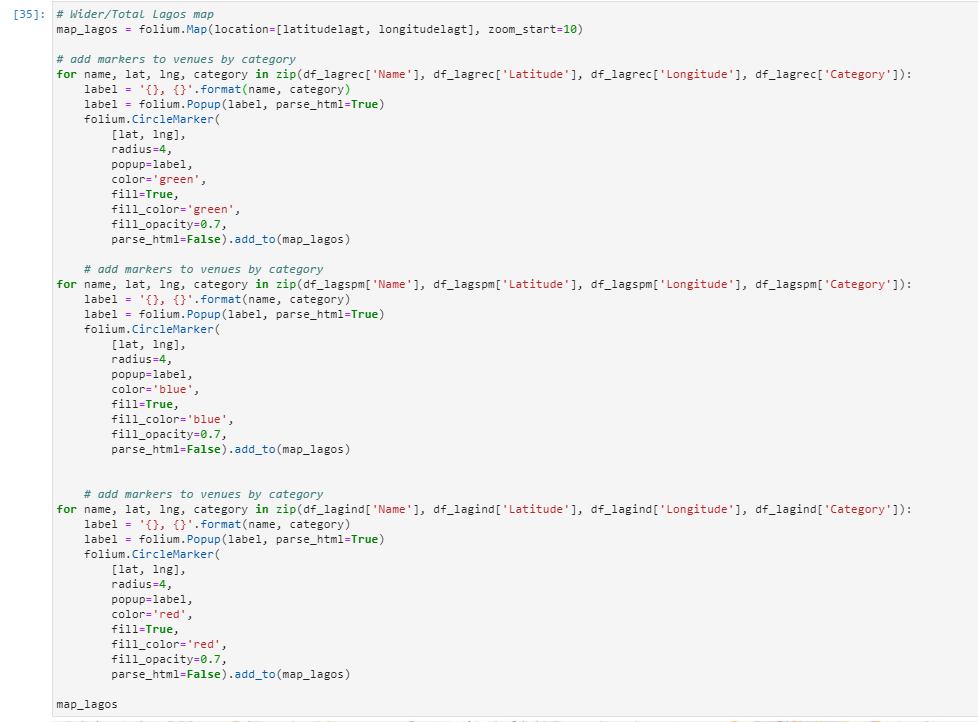 [35]: # Wider/Total Lagos map
map_lagos = folium.Map(location=[latitudelagt, longitudelagt], zoom_start=10)

# add markers to venues by category
for name, lat, lng, category in zip(df_lagrec['Name'], df_lagrec['Latitude'], df_lagrec['Longitude'], df_lagrec['Category']):
    label = '{}, {}'.format(name, category)
    label = folium.Popup(label, parse_html=True)
    folium.CircleMarker(
        [lat, lng],
        radius=4,
        popup=label,
        color='green',
        fill=True,
        fill_color='green',
        fill_opacity=0.7,
        parse_html=False).add_to(map_lagos)

    # add markers to venues by category
for name, lat, lng, category in zip(df_lagspm['Name'], df_lagspm['Latitude'], df_lagspm['Longitude'], df_lagspm['Category']):
    label = '{}, {}'.format(name, category)
    label = folium.Popup(label, parse_html=True)
    folium.CircleMarker(
        [lat, lng],
        radius=4,
        popup=label,
        color='blue',
        fill=True,
        fill_color='blue',
        fill_opacity=0.7,
        parse_html=False).add_to(map_lagos)


    # add markers to venues by category
for name, lat, lng, category in zip(df_lagind['Name'], df_lagind['Latitude'], df_lagind['Longitude'], df_lagind['Category']):
    label = '{}, {}'.format(name, category)
    label = folium.Popup(label, parse_html=True)
    folium.CircleMarker(
        [lat, lng],
        radius=4,
        popup=label,
        color='red',
        fill=True,
        fill_color='red',
        fill_opacity=0.7,
        parse_html=False).add_to(map_lagos)

map_lagos